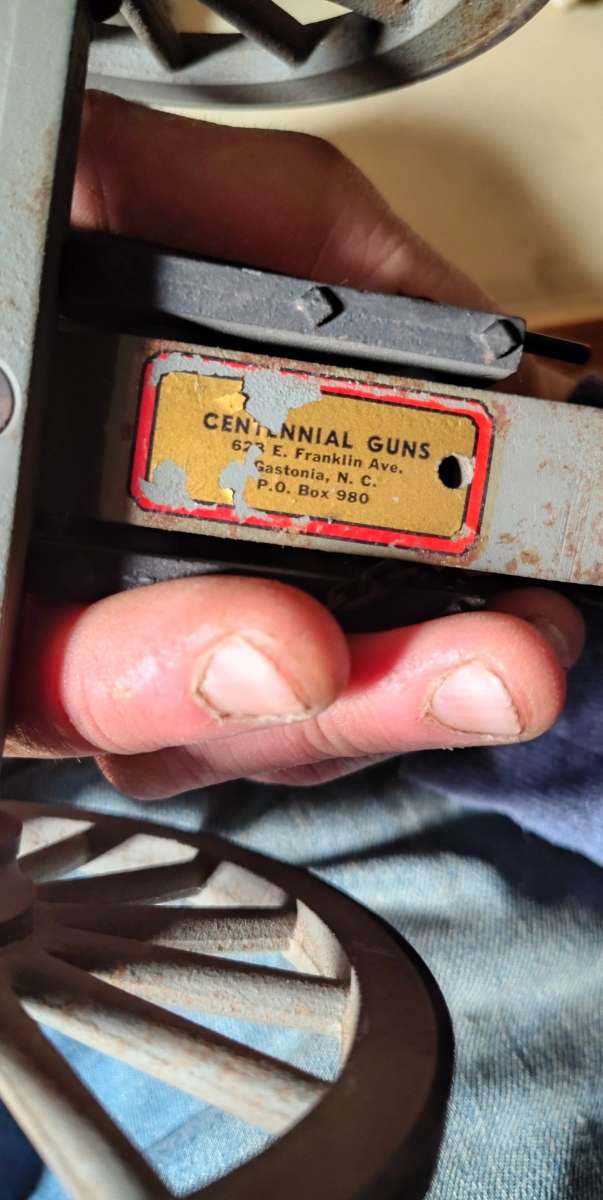 CENTENNIAL GUNS
E. Franklin Ave.
Gastonia, N. C.
P.O. Box 980